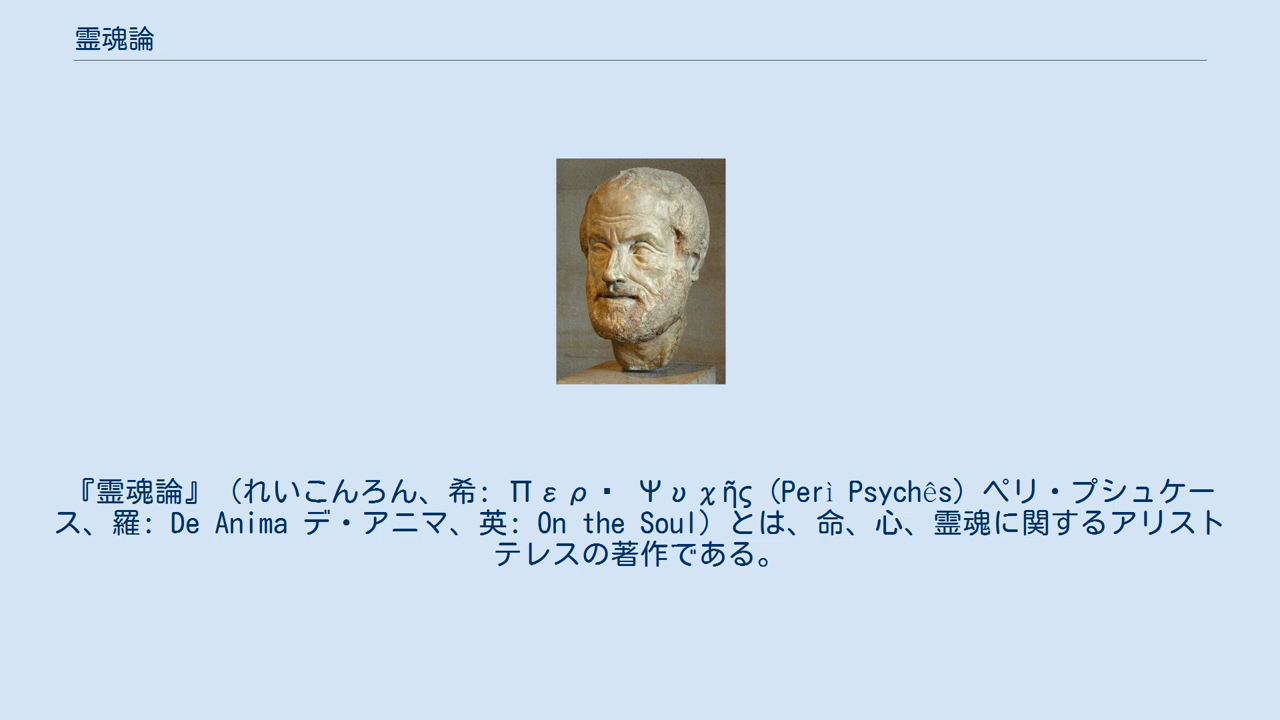 霊魂論
『霊魂論』（れいこんろん、希: Περ▪ Ψυχῆς（Perì Psychês）ペリ・プシュケー
ス、羅: De Anima デ・アニマ、英: On the Soul）とは、命、心、霊魂に関するアリスト
テレスの著作である。